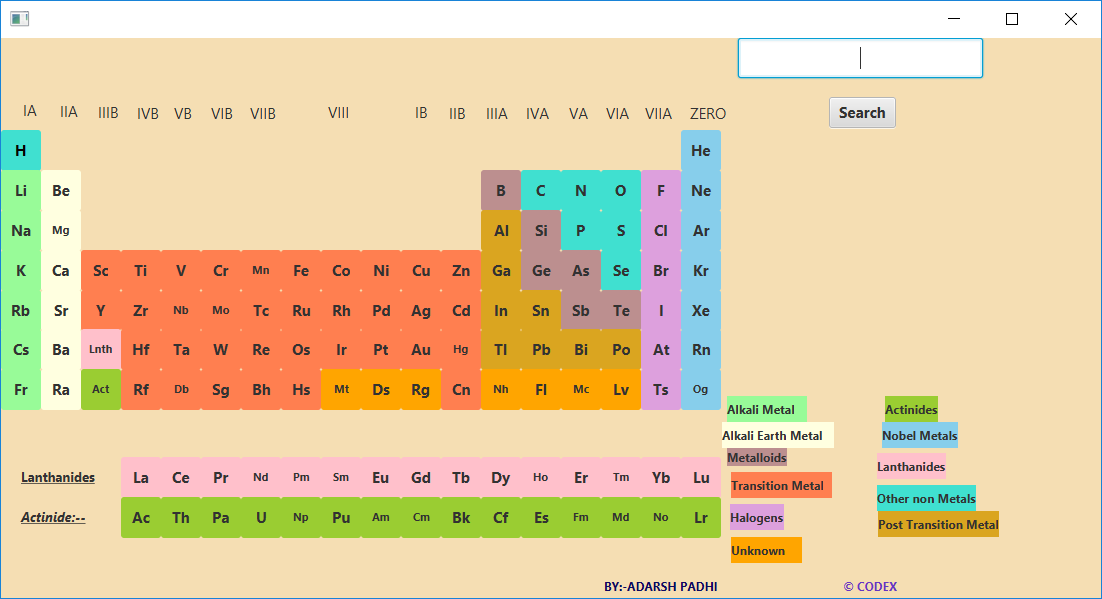 IA IIA IIIB IVB VB VIB VIIB VIII IB IIB IIIA IVA VA VIA VIIA ZERO Search
H He
Li Be B C N O F Ne
Na Mg Al Si P S Cl Ar
K Ca Sc Ti V Cr Mn Fe Co Ni Cu Zn Ga Ge As Se Br Kr
Rb Sr Y Zr Nb Mo Tc Ru Rh Pd Ag Cd In Sn Sb Te I Xe
Cs Ba Lnth Hf Ta W Re Os Ir Pt Au Hg Tl Pb Bi Po At Rn
Fr Ra Act Rf Db Sg Bh Hs Mt Ds Rg Cn Nh Fl Mc Lv Ts Og
Lanthanides La Ce Pr Nd Pm Sm Eu Gd Tb Dy Ho Er Tm Yb Lu
Actinide:-- Ac Th Pa U Np Pu Am Cm Bk Cf Es Fm Md No Lr
Alkali Metal
Alkali Earth Metal
Metalloids
Transition Metal
Halogens
Unknown
Actinides
Nobel Metals
Lanthanides
Other non Metals
Post Transition Metal
BY:-ADARSH PADHI
© CODEX